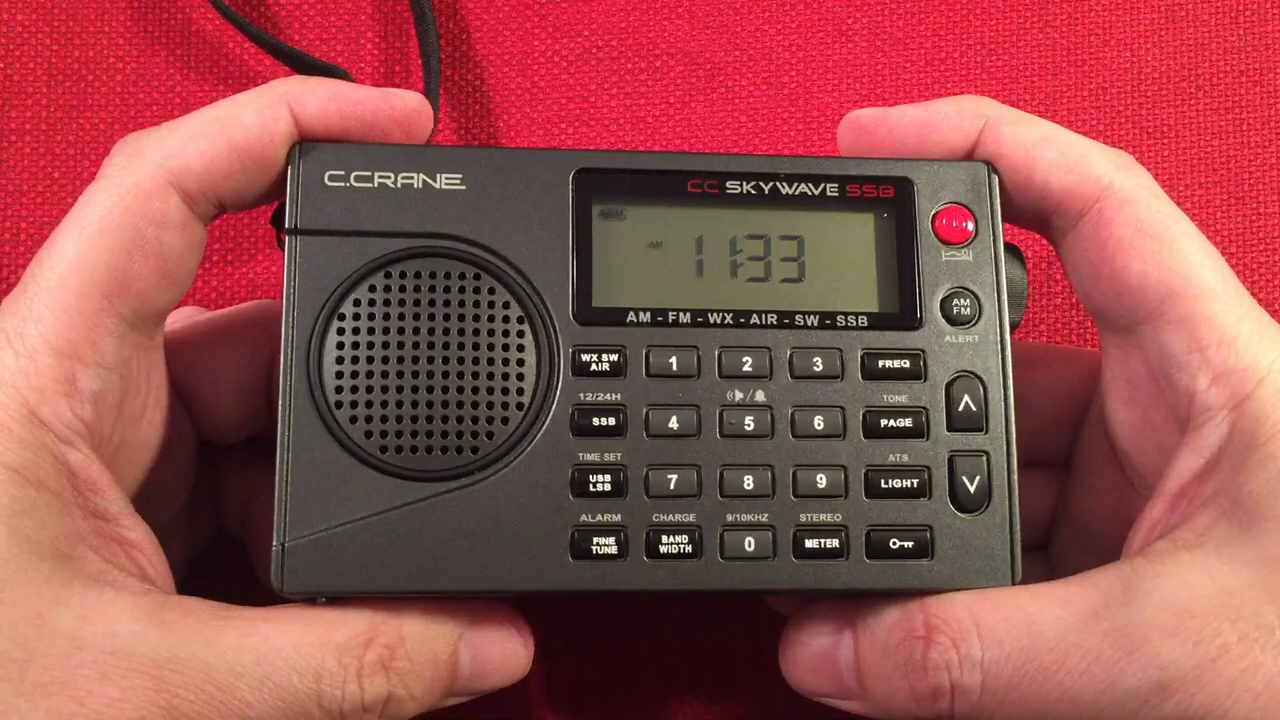 C.CRANE
CC SKYWAVE SSB
AM 11:33
AM - FM - WX - AIR - SW - SSB
AM
FM
ALERT
WX SW
AIR
1
2
3
FREQ
12/24H
TONE
SSB
4
5
6
PAGE
TIME SET
ATS
USB
LSB
7
8
9
LIGHT
ALARM
CHARGE
9/10KHZ
STEREO
FINE
TUNE
BAND
WIDTH
0
METER